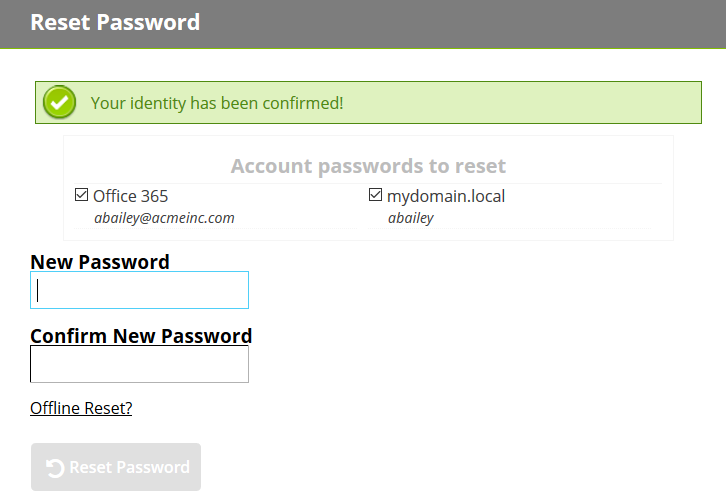 Reset Password
Your identity has been confirmed!
Account passwords to reset
Office 365 mydomain.local
abailey@acmeinc.com abailey
New Password
Confirm New Password
Offline Reset?
Reset Password